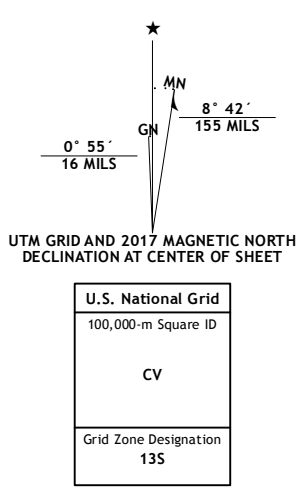 ★
MN
GN
8° 42´
155 MILS
0° 55´
16 MILS
UTM GRID AND 2017 MAGNETIC NORTH
DECLINATION AT CENTER OF SHEET
U.S. National Grid
100,000-m Square ID
CV
Grid Zone Designation
13S